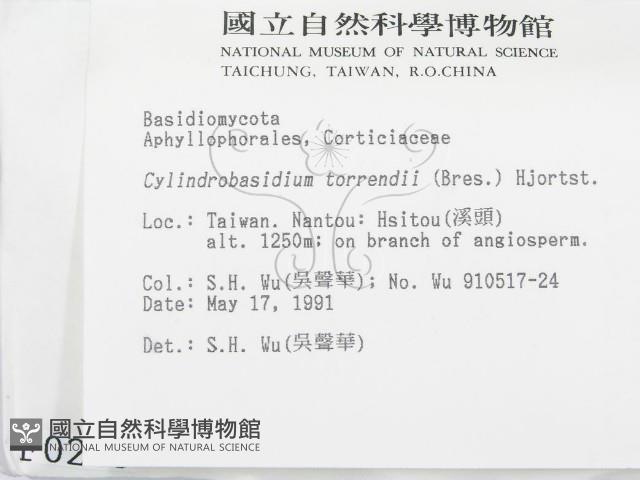 國立自然科學博物館
NATIONAL MUSEUM OF NATURAL SCIENCE
TAICHUNG, TAIWAN, R.O.CHINA
Basidiomycota
Aphyllophorales, Corticiaceae
Cylindrobasidium torrendii (Bres.) Hjortst.
Loc.: Taiwan. Nantou: Hsitou(溪頭)
alt. 1250m; on branch of angiosperm.
Col.: S.H. Wu(吳聲華); No. Wu 910517-24
Date: May 17, 1991
Det.: S.H. Wu(吳聲華)
國立自然科學博物館
NATIONAL MUSEUM OF NATURAL SCIENCE